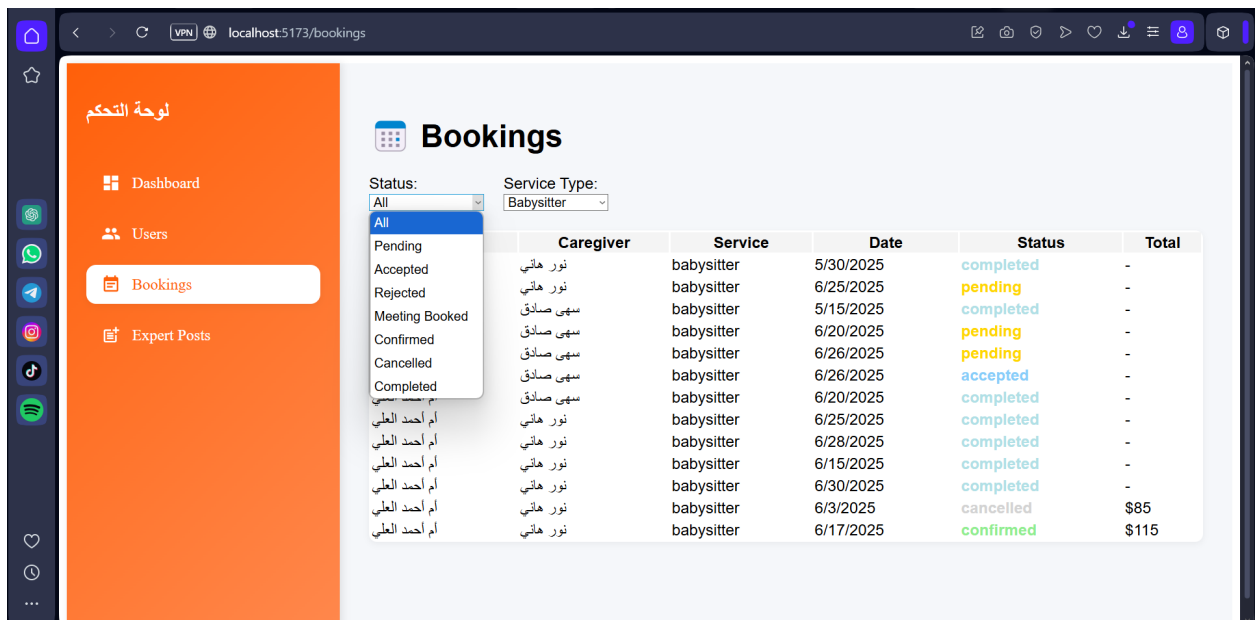 VPN localhost:5173/bookings
لوحة التحكم
Dashboard
Users
Bookings
Expert Posts
Bookings
Status: Service Type:
All Babysitter
All
Pending
Accepted
Rejected
Meeting Booked
Confirmed
Cancelled
Completed
Caregiver Service Date Status Total
نور هاني babysitter 5/30/2025 completed -
نور هاني babysitter 6/25/2025 pending -
سهى صادق babysitter 5/15/2025 completed -
سهى صادق babysitter 6/20/2025 pending -
سهى صادق babysitter 6/26/2025 pending -
سهى صادق babysitter 6/26/2025 accepted -
سهى صادق babysitter 6/20/2025 completed -
أم أحمد العلي نور هاني babysitter 6/25/2025 completed -
أم أحمد العلي نور هاني babysitter 6/28/2025 completed -
أم أحمد العلي نور هاني babysitter 6/15/2025 completed -
أم أحمد العلي نور هاني babysitter 6/30/2025 completed -
أم أحمد العلي نور هاني babysitter 6/3/2025 cancelled $85
أم أحمد العلي نور هاني babysitter 6/17/2025 confirmed $115